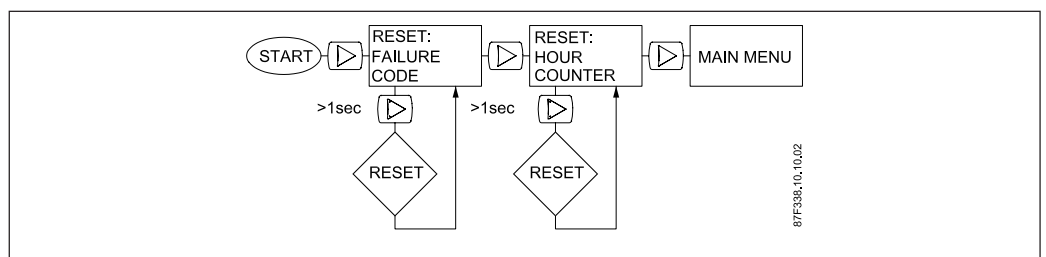 START
RESET:
FAILURE
CODE
RESET:
HOUR
COUNTER
MAIN MENU
>1sec
>1sec
RESET
RESET
87F338.10.10.02